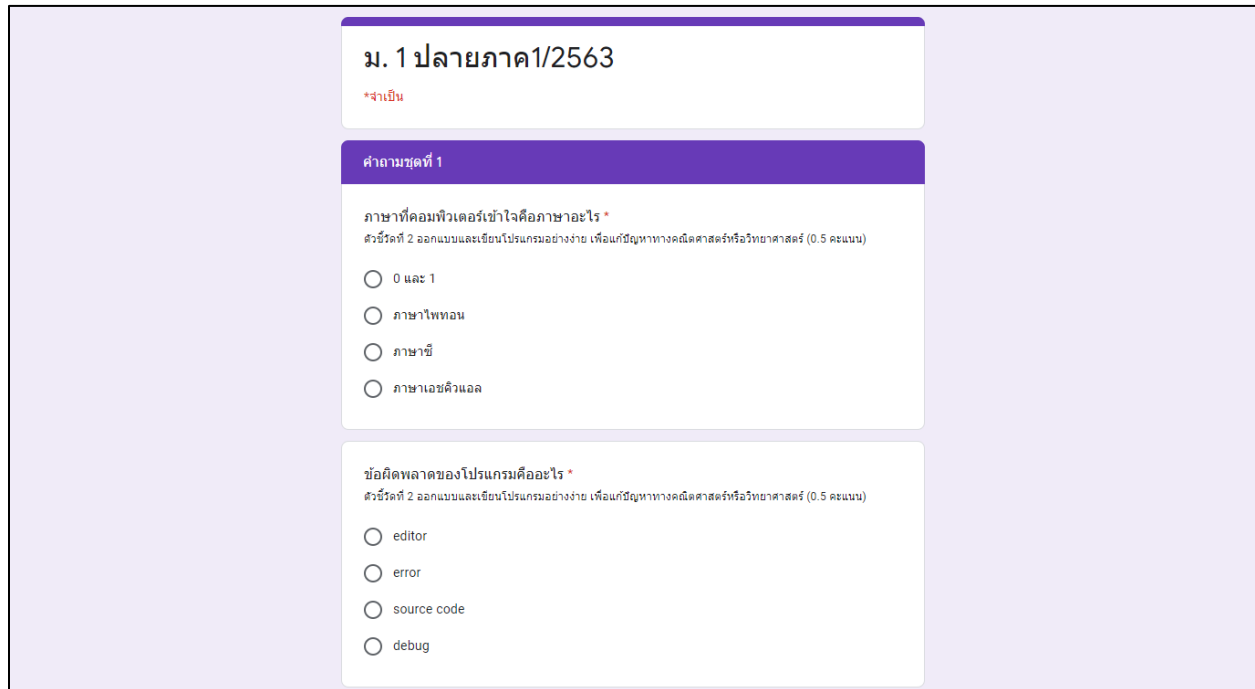 ม. 1 ปลายภาค1/2563
*จำเป็น
คำถามชุดที่ 1
ภาษาที่คอมพิวเตอร์เข้าใจคือภาษาอะไร *
ตัวชี้วัดที่ 2 ออกแบบและเขียนโปรแกรมอย่างง่าย เพื่อแก้ปัญหาทางคณิตศาสตร์หรือวิทยาศาสตร์ (0.5 คะแนน)
0 และ 1
ภาษาไพทอน
ภาษาซี
ภาษาเอชคิวแอล
ข้อผิดพลาดของโปรแกรมคืออะไร *
ตัวชี้วัดที่ 2 ออกแบบและเขียนโปรแกรมอย่างง่าย เพื่อแก้ปัญหาทางคณิตศาสตร์หรือวิทยาศาสตร์ (0.5 คะแนน)
editor
error
source code
debug